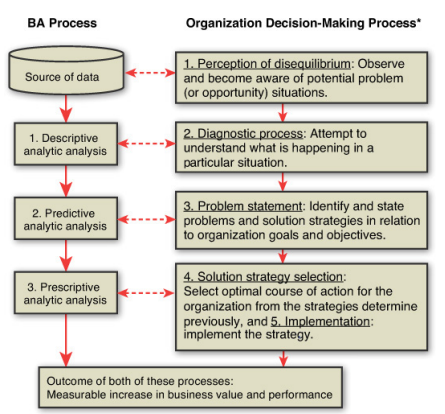 BA Process
Organization Decision-Making Process*
Source of data
1. Perception of disequilibrium: Observe
and become aware of potential problem
(or opportunity) situations.
1. Descriptive
analytic analysis
2. Diagnostic process: Attempt to
understand what is happening in a
particular situation.
2. Predictive
analytic analysis
3. Problem statement: Identify and state
problems and solution strategies in relation
to organization goals and objectives.
3. Prescriptive
analytic analysis
4. Solution strategy selection:
Select optimal course of action for the
organization from the strategies determine
previously, and 5. Implementation:
implement the strategy.
Outcome of both of these processes:
Measurable increase in business value and performance